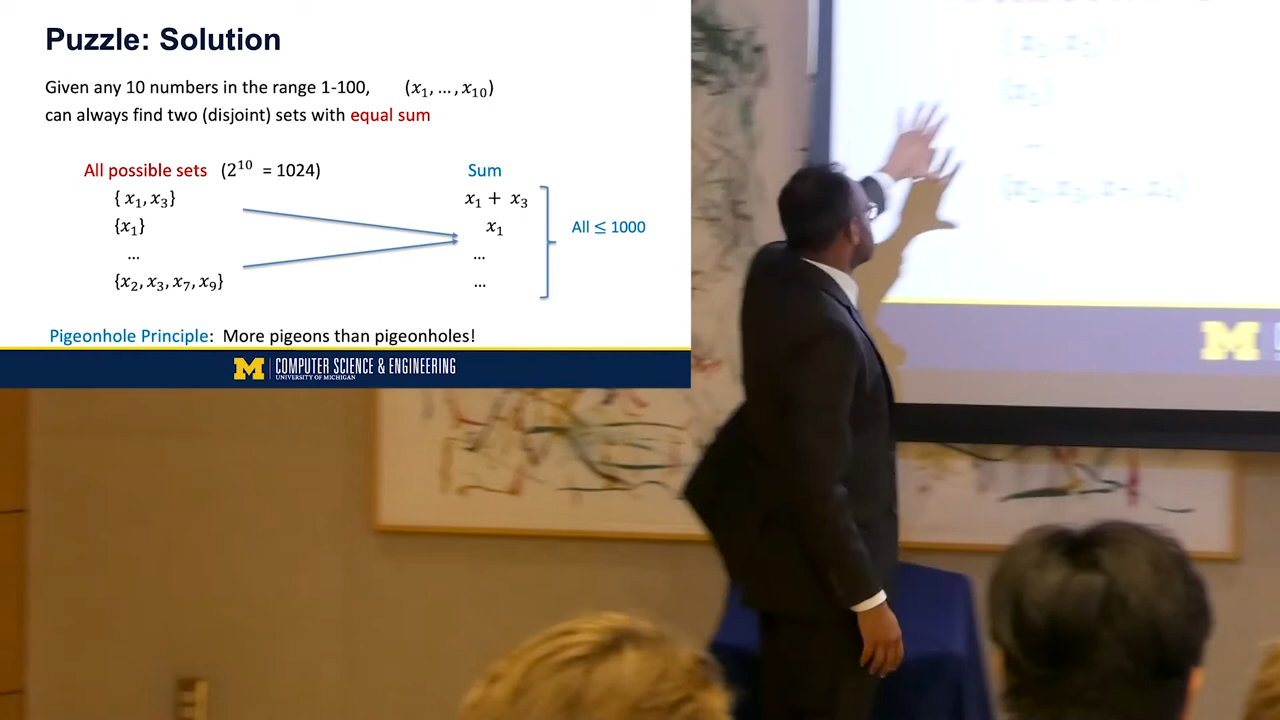 Puzzle: Solution
Given any 10 numbers in the range 1-100, (x₁, …, x₁₀)
can always find two (disjoint) sets with equal sum
All possible sets (2¹⁰ = 1024) Sum
{ x₁, x₃} x₁ + x₃
{x₁} x₁ All ≤ 1000
… …
{x₂, x₃, x₇, x₉} …
Pigeonhole Principle: More pigeons than pigeonholes!
M COMPUTER SCIENCE & ENGINEERING
UNIVERSITY OF MICHIGAN
M